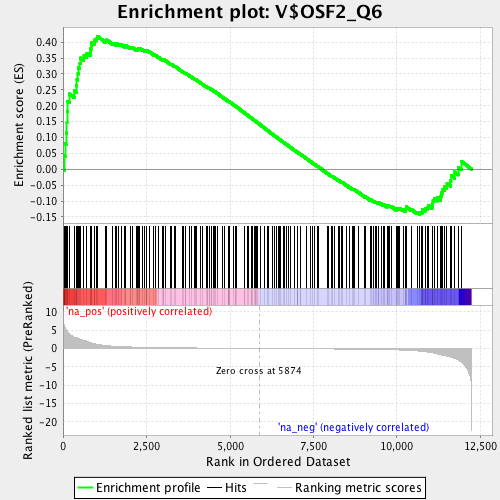 Enrichment plot: V$OSF2_Q6
Enrichment score (ES)
0.40
0.35
0.30
0.25
0.20
0.15
0.10
0.05
0.00
-0.05
-0.10
-0.15
'na_pos' (positively correlated)
Ranked list metric (PreRanked)
10
5
0
-5
-10
-15
-20
Zero cross at 5874
'na_neg' (negatively correlated)
0
2,500
5,000
7,500
10,000
12,500
Rank in Ordered Dataset
Enrichment profile
Hits
Ranking metric scores